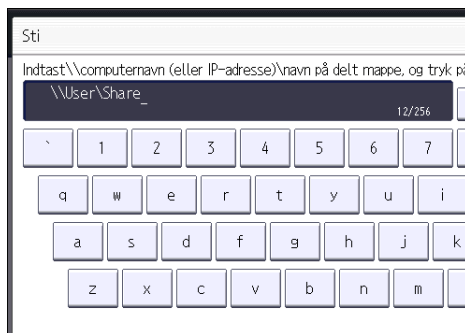 Sti
Indtast\\computernavn (eller IP-adresse)\navn på delt mappe, og tryk på
\\User\Share_
12/256
` 1 2 3 4 5 6 7
q w e r t y u i
a s d f g h j k
z x c v b n m